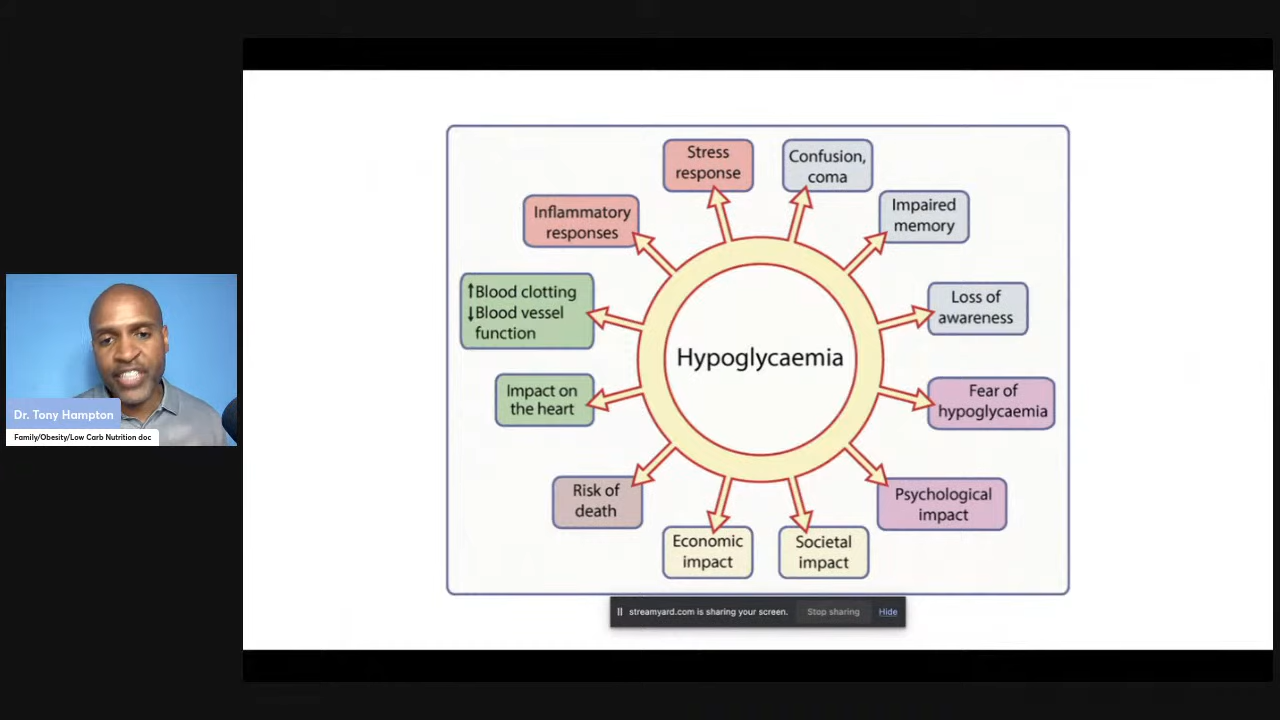 Stress
response
Confusion,
coma
Inflammatory
responses
Impaired
memory
↑Blood clotting
↓Blood vessel
function
Loss of
awareness
Hypoglycaemia
Impact on
the heart
Fear of
hypoglycaemia
Risk of
death
Psychological
impact
Economic
impact
Societal
impact
Dr. Tony Hampton
Family/Obesity/Low Carb Nutrition doc
streamyard.com is sharing your screen. Stop sharing Hide